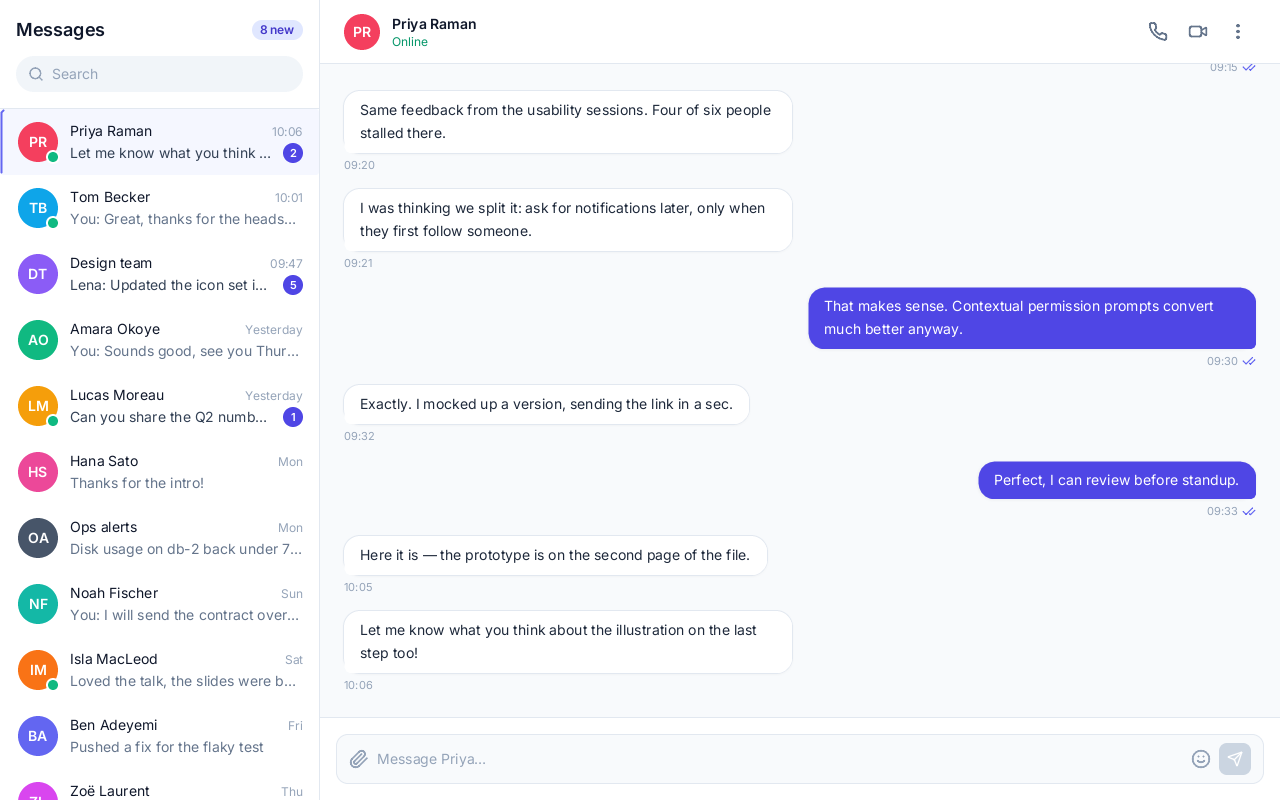 Messages
8 new
Search
PR
Priya Raman
10:06
Let me know what you think ...
2
TB
Tom Becker
10:01
You: Great, thanks for the heads...
DT
Design team
09:47
Lena: Updated the icon set i...
5
AO
Amara Okoye
Yesterday
You: Sounds good, see you Thur...
LM
Lucas Moreau
Yesterday
Can you share the Q2 numb...
1
HS
Hana Sato
Mon
Thanks for the intro!
OA
Ops alerts
Mon
Disk usage on db-2 back under 7...
NF
Noah Fischer
Sun
You: I will send the contract over...
IM
Isla MacLeod
Sat
Loved the talk, the slides were b...
BA
Ben Adeyemi
Fri
Pushed a fix for the flaky test
ZL
Zoë Laurent
Thu
PR
Priya Raman
Online
09:15
Same feedback from the usability sessions. Four of six people
stalled there.
09:20
I was thinking we split it: ask for notifications later, only when
they first follow someone.
09:21
That makes sense. Contextual permission prompts convert
much better anyway.
09:30
Exactly. I mocked up a version, sending the link in a sec.
09:32
Perfect, I can review before standup.
09:33
Here it is — the prototype is on the second page of the file.
10:05
Let me know what you think about the illustration on the last
step too!
10:06
Message Priya...